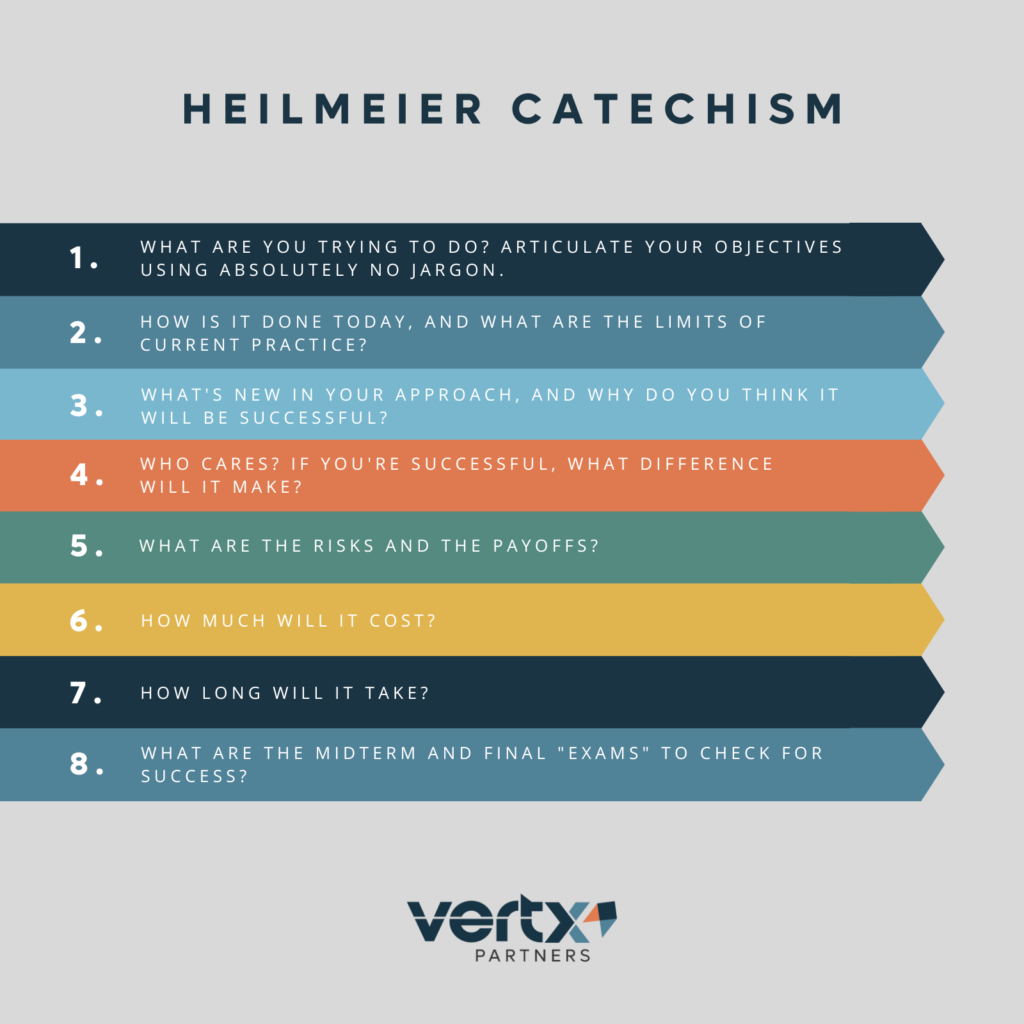 HEILMEIER CATECHISM
1. WHAT ARE YOU TRYING TO DO? ARTICULATE YOUR OBJECTIVES
USING ABSOLUTELY NO JARGON.
2. HOW IS IT DONE TODAY, AND WHAT ARE THE LIMITS OF
CURRENT PRACTICE?
3. WHAT'S NEW IN YOUR APPROACH, AND WHY DO YOU THINK IT
WILL BE SUCCESSFUL?
4. WHO CARES? IF YOU'RE SUCCESSFUL, WHAT DIFFERENCE
WILL IT MAKE?
5. WHAT ARE THE RISKS AND THE PAYOFFS?
6. HOW MUCH WILL IT COST?
7. HOW LONG WILL IT TAKE?
8. WHAT ARE THE MIDTERM AND FINAL "EXAMS" TO CHECK FOR
SUCCESS?
vertx
PARTNERS